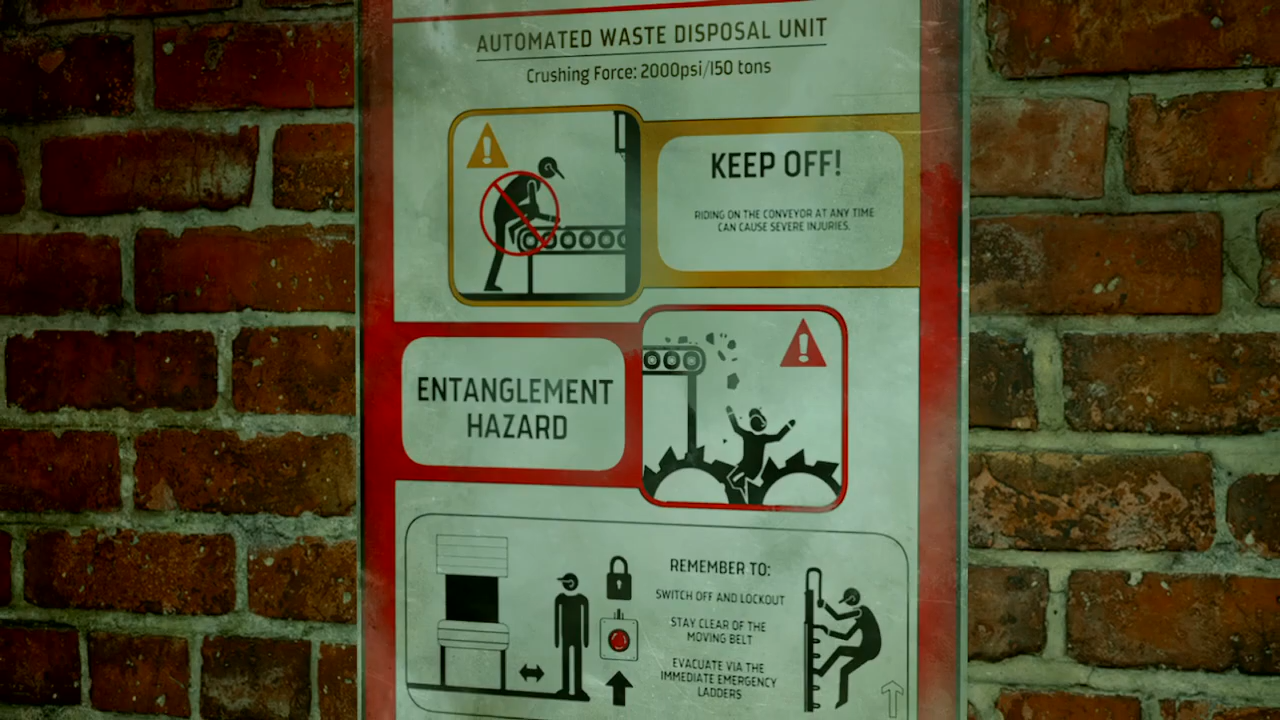 AUTOMATED WASTE DISPOSAL UNIT
Crushing Force: 2000psi/150 tons
KEEP OFF!
RIDING ON THE CONVEYOR AT ANY TIME
CAN CAUSE SEVERE INJURIES.
ENTANGLEMENT
HAZARD
REMEMBER TO:
SWITCH OFF AND LOCKOUT
STAY CLEAR OF THE
MOVING BELT
EVACUATE VIA THE
IMMEDIATE EMERGENCY
LADDERS